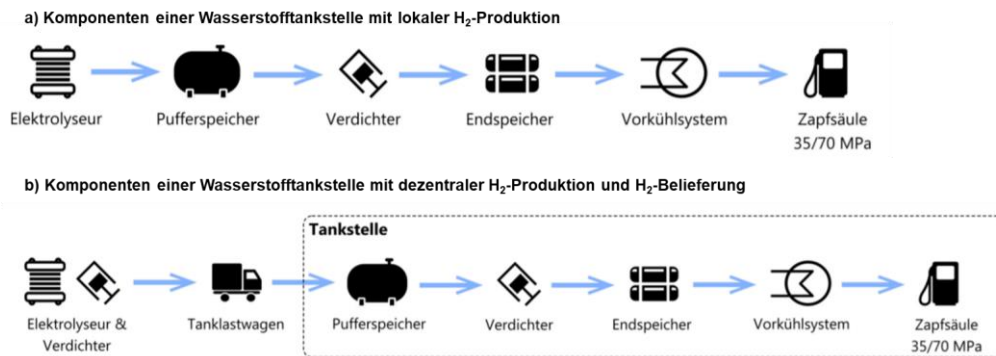 a) Komponenten einer Wasserstofftankstelle mit lokaler H₂-Produktion
Elektrolyseur
Pufferspeicher
Verdichter
Endspeicher
Vorkühlsystem
Zapfsäule
35/70 MPa
b) Komponenten einer Wasserstofftankstelle mit dezentraler H₂-Produktion und H₂-Belieferung
Tankstelle
Elektrolyseur &
Verdichter
Tanklastwagen
Pufferspeicher
Verdichter
Endspeicher
Vorkühlsystem
Zapfsäule
35/70 MPa